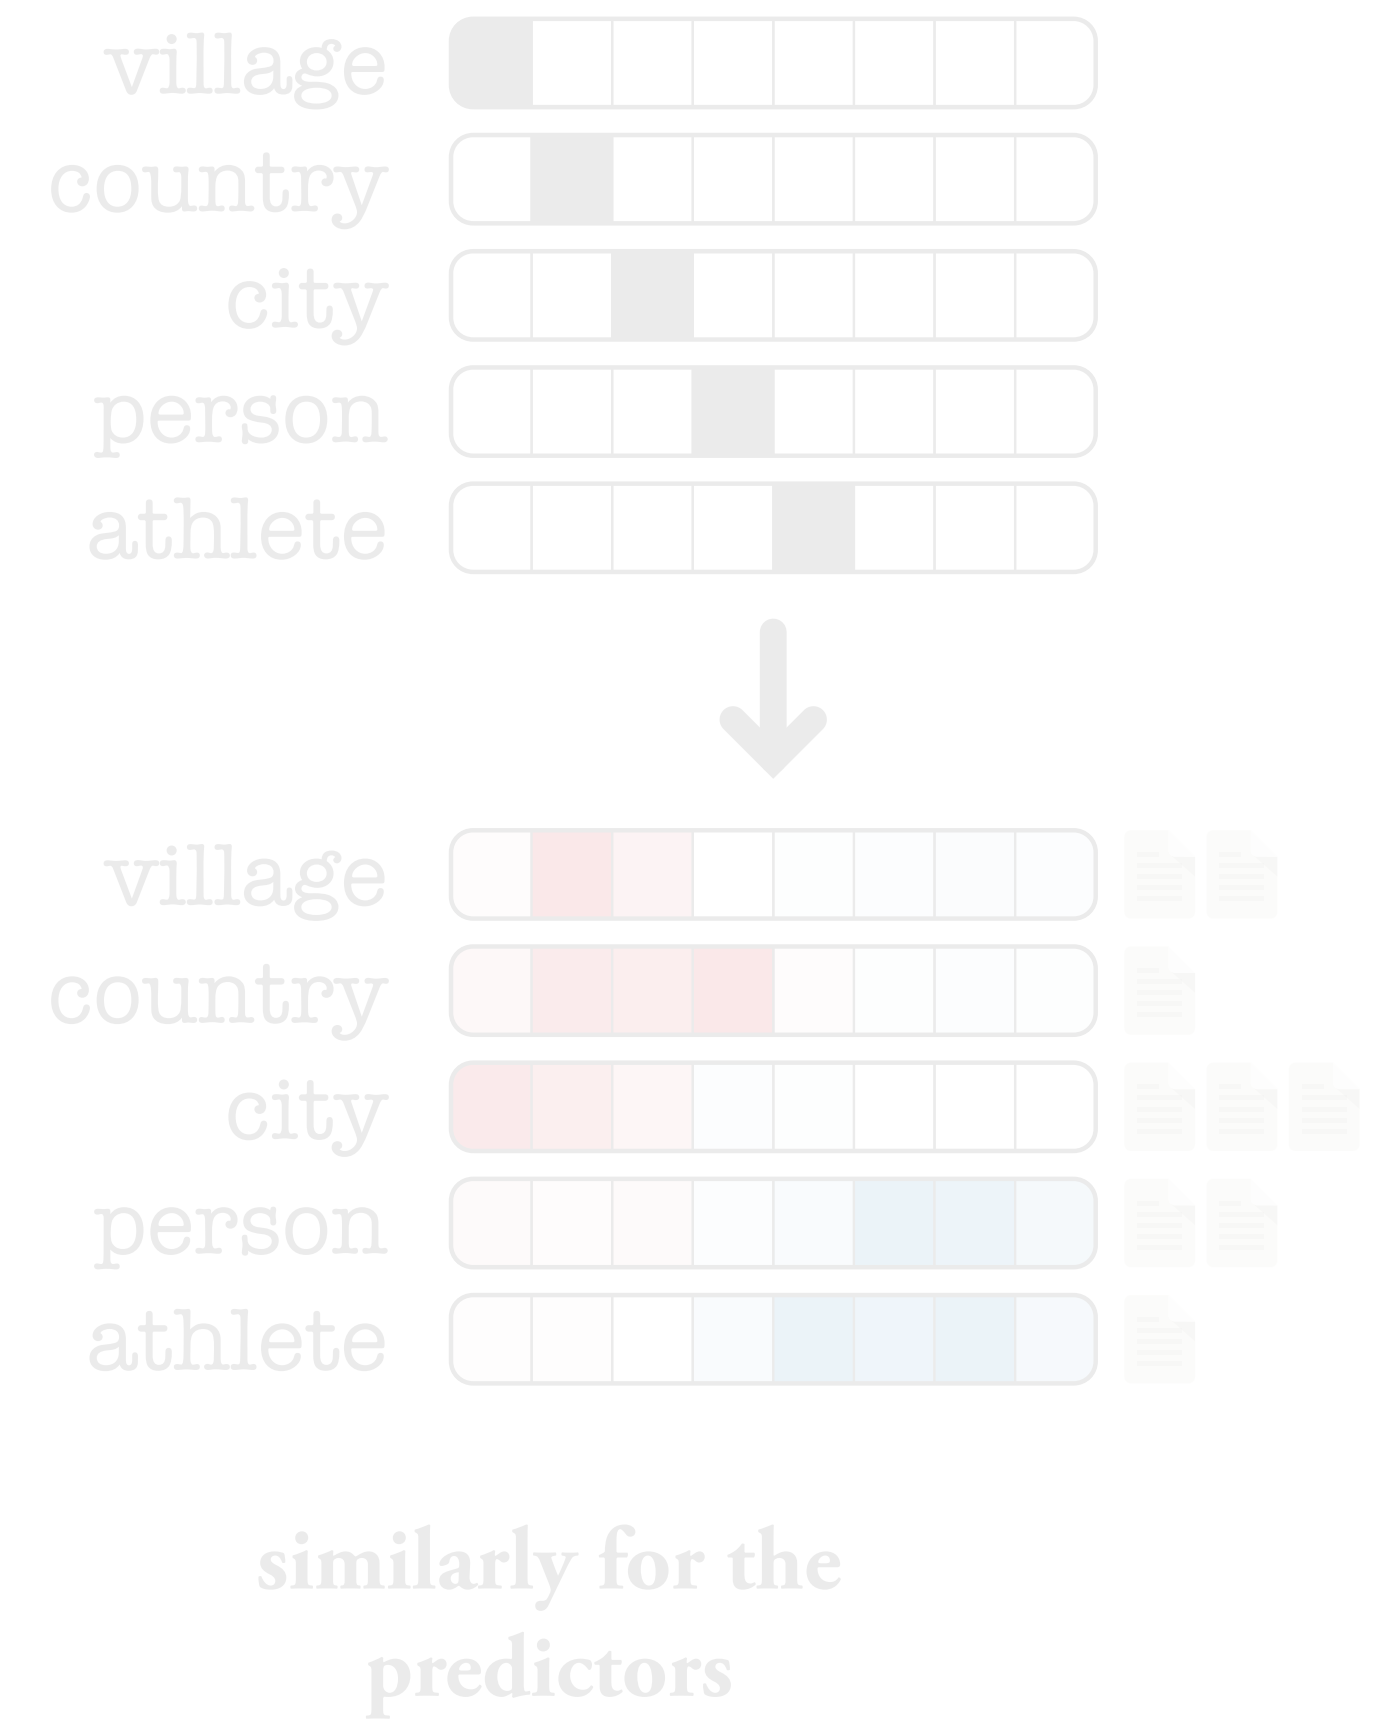 village
country
city
person
athlete
village
country
city
person
athlete
similarly for the
predictors